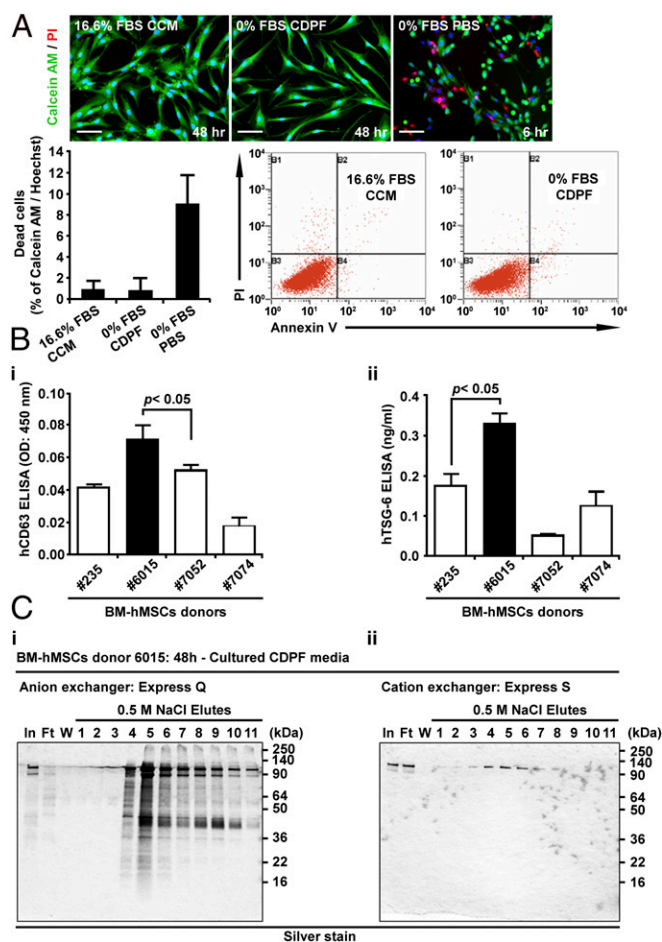 A
Calcein AM / PI
16.6% FBS CCM
48 hr
0% FBS CDPF
48 hr
0% FBS PBS
6 hr
Dead cells
(% of Calcein AM / Hoechst)
14
12
10
8
6
4
2
0
16.6% FBS
CCM
0% FBS
CDPF
0% FBS
PBS
PI
10⁴
10³
10²
10¹
10⁰
B1
B2
B3
B4
16.6% FBS
CCM
10⁰ 10¹ 10² 10³ 10⁴
10⁴
10³
10²
10¹
10⁰
B1
B2
B3
B4
0% FBS
CDPF
10⁰ 10¹ 10² 10³ 10⁴
Annexin V
B
i
hCD63 ELISA (OD: 450 nm)
0.10
0.08
0.06
0.04
0.02
0.00
p< 0.05
#235
#6015
#7052
#7074
BM-hMSCs donors
ii
hTSG-6 ELISA (ng/ml)
0.4
0.3
0.2
0.1
0.0
p< 0.05
#235
#6015
#7052
#7074
BM-hMSCs donors
C
i
ii
BM-hMSCs donor 6015: 48h - Cultured CDPF media
Anion exchanger: Express Q
0.5 M NaCl Elutes
In Ft W 1 2 3 4 5 6 7 8 9 10 11 (kDa)
250
140
90
64
50
36
22
16
Cation exchanger: Express S
0.5 M NaCl Elutes
In Ft W 1 2 3 4 5 6 7 8 9 10 11 (kDa)
250
140
90
64
50
36
22
16
Silver stain